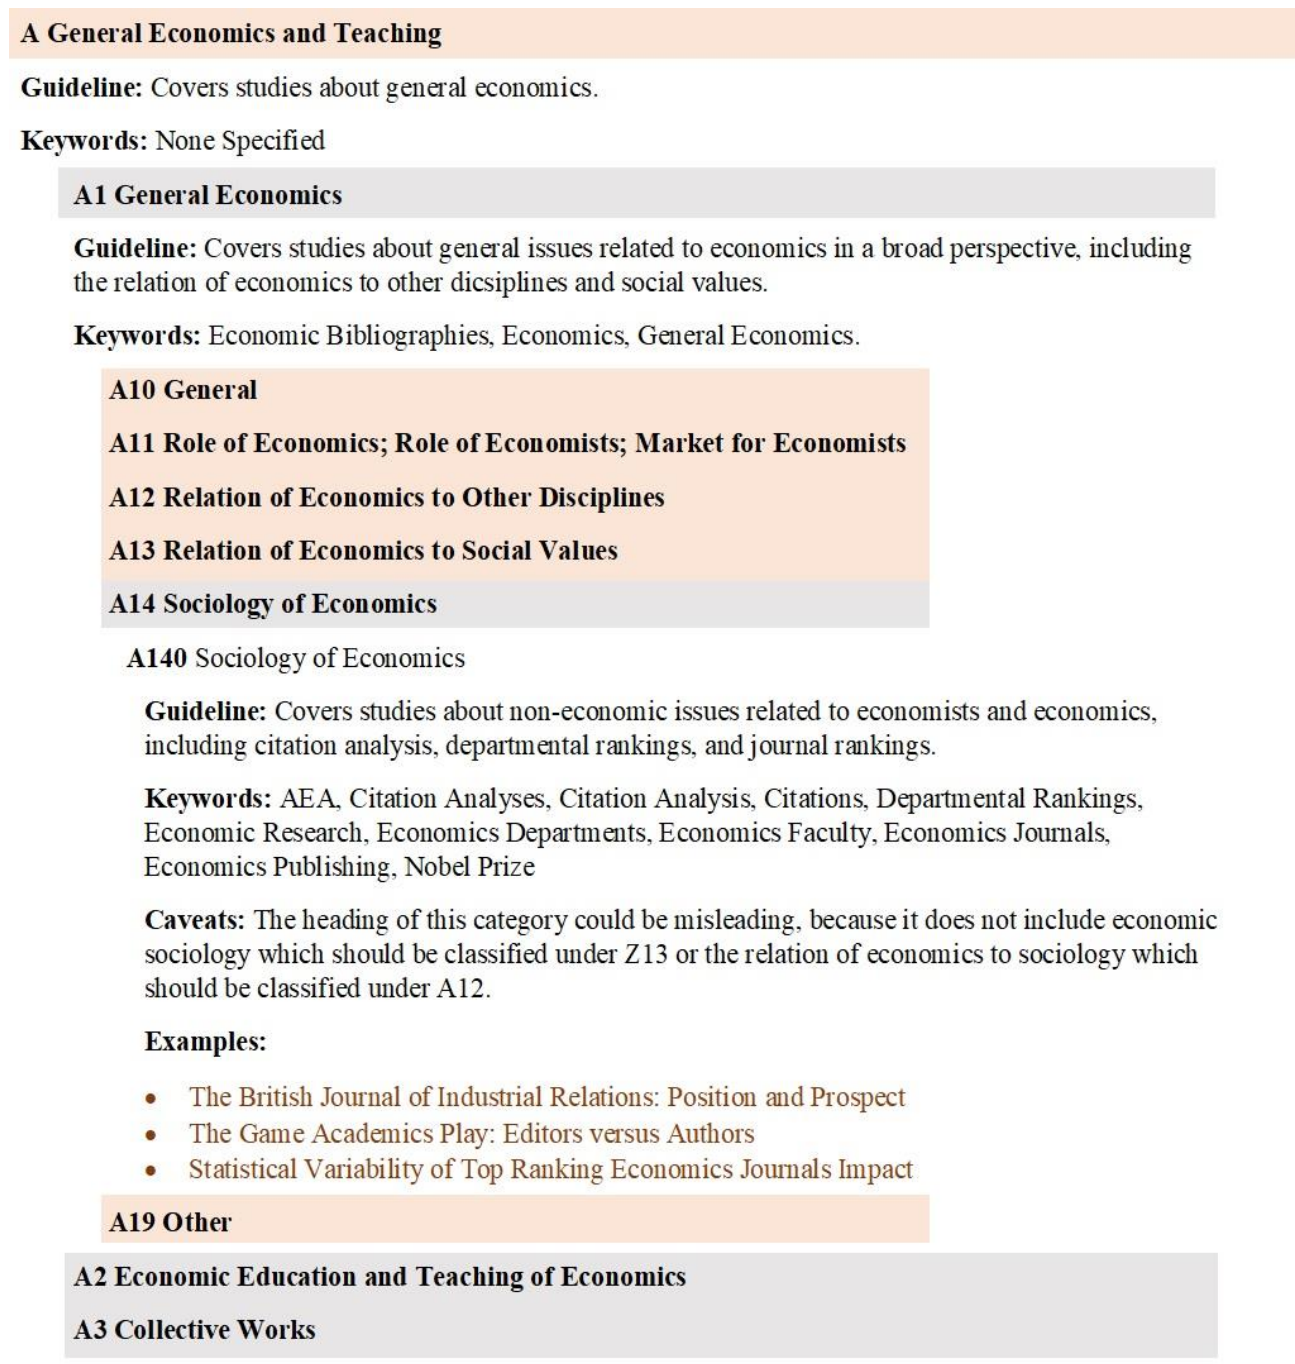 A General Economics and Teaching
Guideline: Covers studies about general economics.
Keywords: None Specified
A1 General Economics
Guideline: Covers studies about general issues related to economics in a broad perspective, including
the relation of economics to other dicsiplines and social values.
Keywords: Economic Bibliographies, Economics, General Economics.
A10 General
A11 Role of Economics; Role of Economists; Market for Economists
A12 Relation of Economics to Other Disciplines
A13 Relation of Economics to Social Values
A14 Sociology of Economics
A140 Sociology of Economics
Guideline: Covers studies about non-economic issues related to economists and economics,
including citation analysis, departmental rankings, and journal rankings.
Keywords: AEA, Citation Analyses, Citation Analysis, Citations, Departmental Rankings,
Economic Research, Economics Departments, Economics Faculty, Economics Journals,
Economics Publishing, Nobel Prize
Caveats: The heading of this category could be misleading, because it does not include economic
sociology which should be classified under Z13 or the relation of economics to sociology which
should be classified under A12.
Examples:
• The British Journal of Industrial Relations: Position and Prospect
• The Game Academics Play: Editors versus Authors
• Statistical Variability of Top Ranking Economics Journals Impact
A19 Other
A2 Economic Education and Teaching of Economics
A3 Collective Works